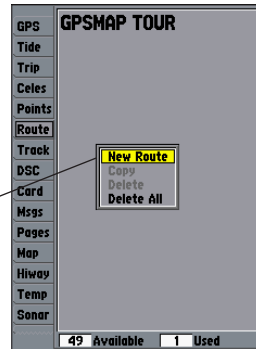 GPSMAP TOUR
GPS
Tide
Trip
Celes
Points
Route
Track
DSC
Card
Msgs
Pages
Map
Hiway
Temp
Sonar
New Route
Copy
Delete
Delete All
49 Available 1 Used